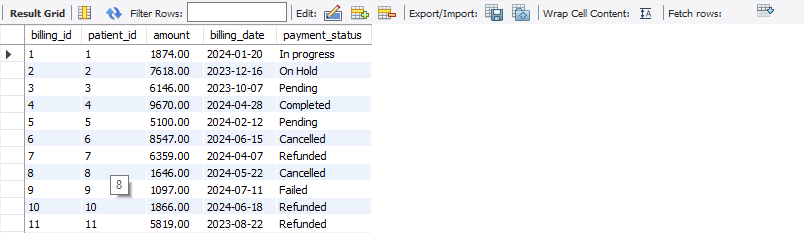 Result Grid Filter Rows: Edit: Export/Import: Wrap Cell Content: IA Fetch rows:
billing_id patient_id amount billing_date payment_status
1 1 1874.00 2024-01-20 In progress
2 2 7618.00 2023-12-16 On Hold
3 3 6146.00 2023-10-07 Pending
4 4 9670.00 2024-04-28 Completed
5 5 5100.00 2024-02-12 Pending
6 6 8547.00 2024-06-15 Cancelled
7 7 6359.00 2024-04-07 Refunded
8 8 1646.00 2024-05-22 Cancelled
8
9 9 1097.00 2024-07-11 Failed
10 10 1866.00 2024-06-18 Refunded
11 11 5819.00 2023-08-22 Refunded